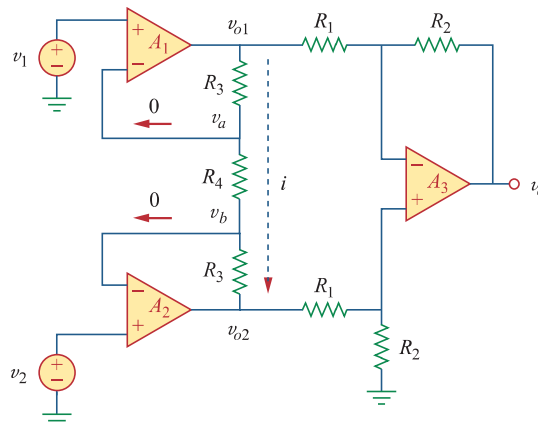 v1
+
−
+
−
A1
vo1
R1
R2
R3
0
va
R4
i
−
+
A3
0
vb
R3
−
+
A2
vo2
R1
R2
v2
+
−